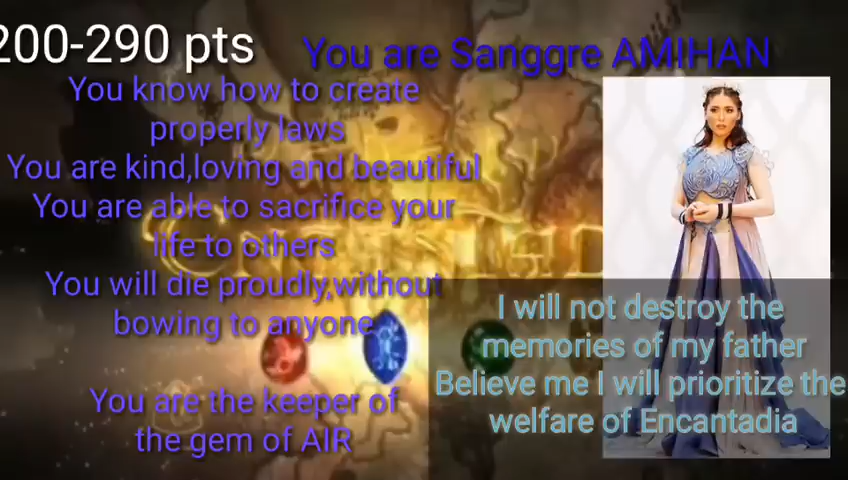 200-290 pts
You are Sanggre AMIHAN
You know how to create
properly laws
You are kind,loving and beautiful
You are able to sacrifice your
life to others
You will die proudly,without
bowing to anyone
You are the keeper of
the gem of AIR
I will not destroy the
memories of my father
Believe me I will prioritize the
welfare of Encantadia